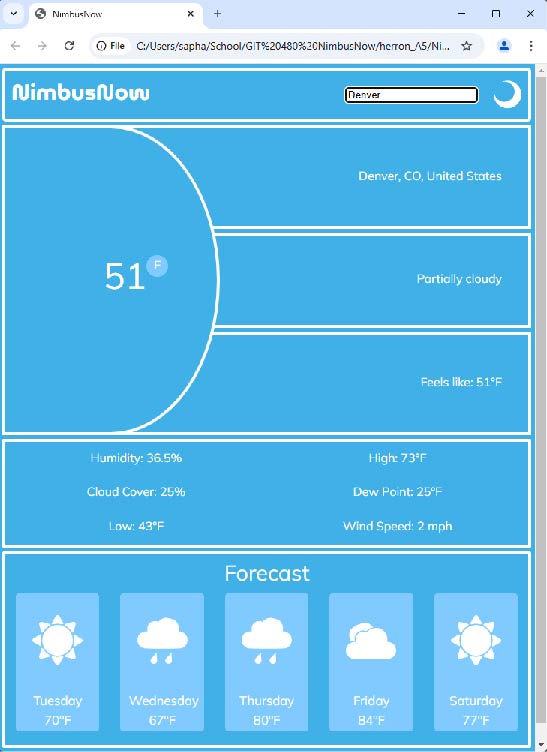 NimbusNow
File C:/Users/sapha/School/GIT%20480%20NimbusNow/herron_A5/Ni...
NimbusNow
Denver
Denver, CO, United States
51 F
Partially cloudy
Feels like: 51°F
Humidity: 36.5% High: 73°F
Cloud Cover: 25% Dew Point: 25°F
Low: 43°F Wind Speed: 2 mph
Forecast
Tuesday Wednesday Thursday Friday Saturday
70°F 67°F 80°F 84°F 77°F